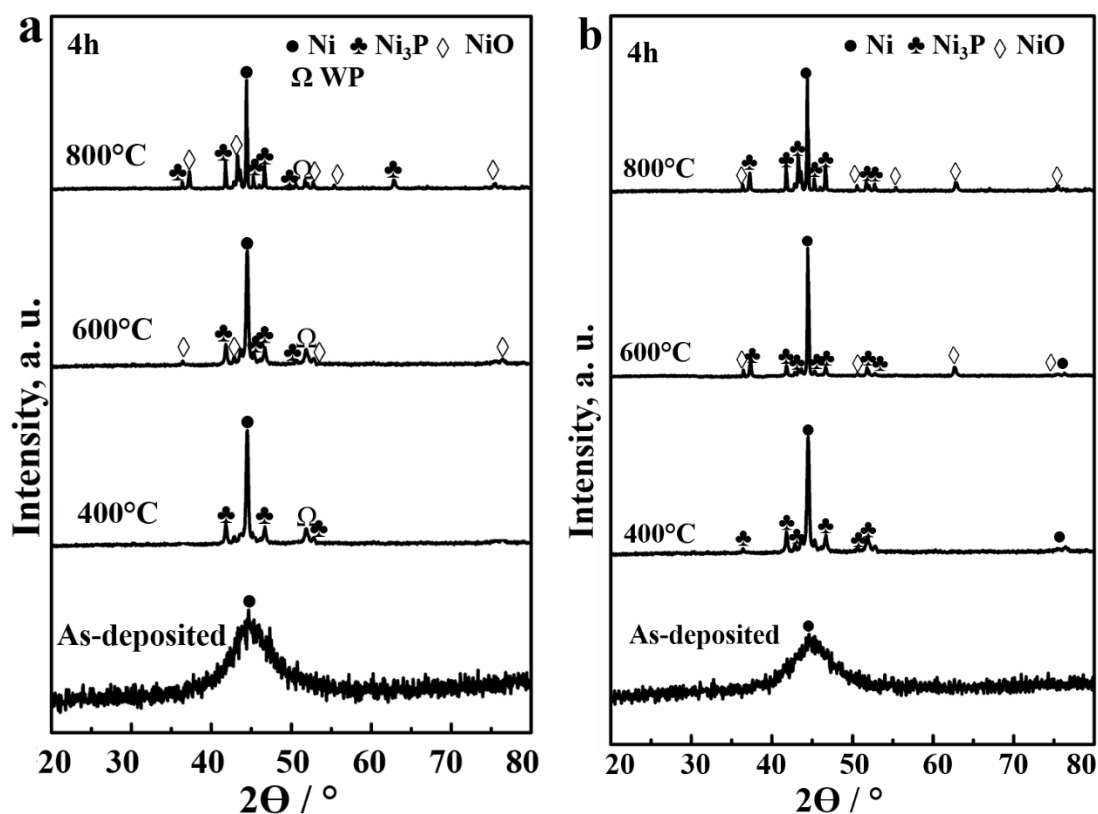 a
4h
● Ni ♣ Ni₃P ◊ NiO
Ω WP
800°C
Ω
600°C
Ω
400°C
Ω
As-deposited
Intensity, a. u.
20 30 40 50 60 70 80
2ϴ / °
b
4h
● Ni ♣ Ni₃P ◊ NiO
800°C
600°C
400°C
As-deposited
Intensity, a. u.
20 30 40 50 60 70 80
2ϴ / °